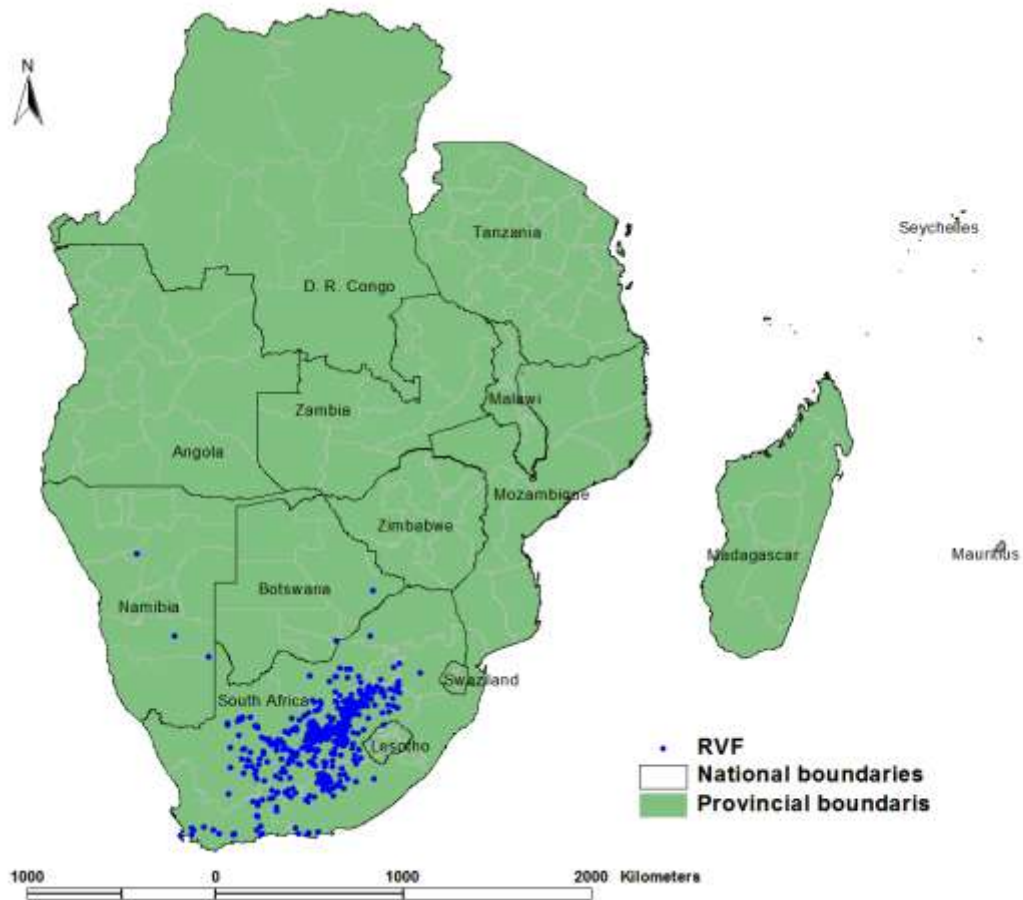 N
Seychelles
Tanzania
D. R. Congo
Malawi
Zambia
Angola
Mozambique
Zimbabwe
Madagascar
Mauritius
Botswana
Namibia
Swaziland
South Africa
Lesotho
RVF
National boundaries
Provincial boundaris
1000 0 1000 2000 Kilometers